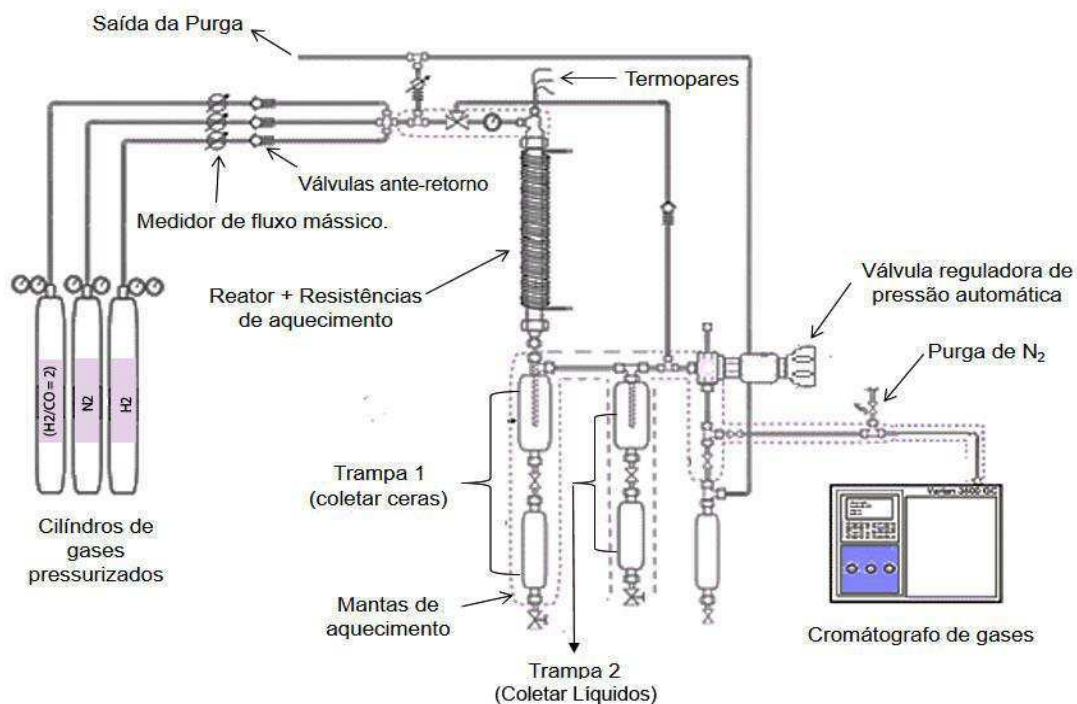 Saída da Purga
Termopares
Válvulas ante-retorno
Medidor de fluxo mássico.
Reator + Resistências
de aquecimento
Válvula reguladora de
pressão automática
Purga de N₂
(H2/CO = 2)
N2
H2
Trampa 1
(coletar ceras)
Cilíndros de
gases
pressurizados
Mantas de
aquecimento
Trampa 2
(Coletar Líquidos)
Varian 3800 GC
Cromátografo de gases